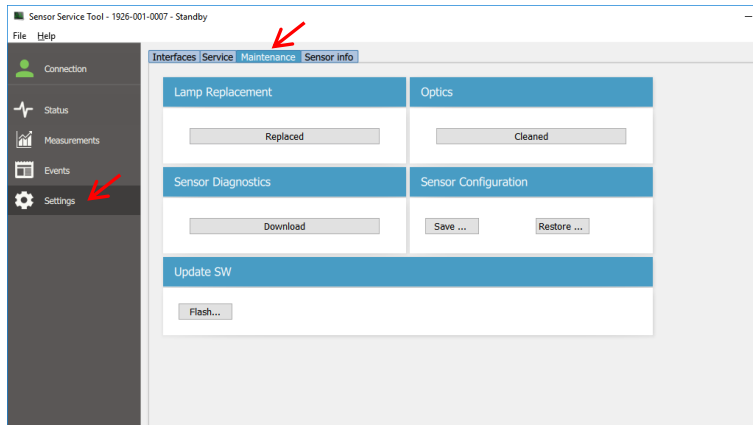 Sensor Service Tool - 1926-001-0007 - Standby
File Help
Connection
Status
Measurements
Events
Settings
Interfaces Service Maintenance Sensor info
Lamp Replacement
Replaced
Optics
Cleaned
Sensor Diagnostics
Download
Sensor Configuration
Save ... Restore ...
Update SW
Flash...